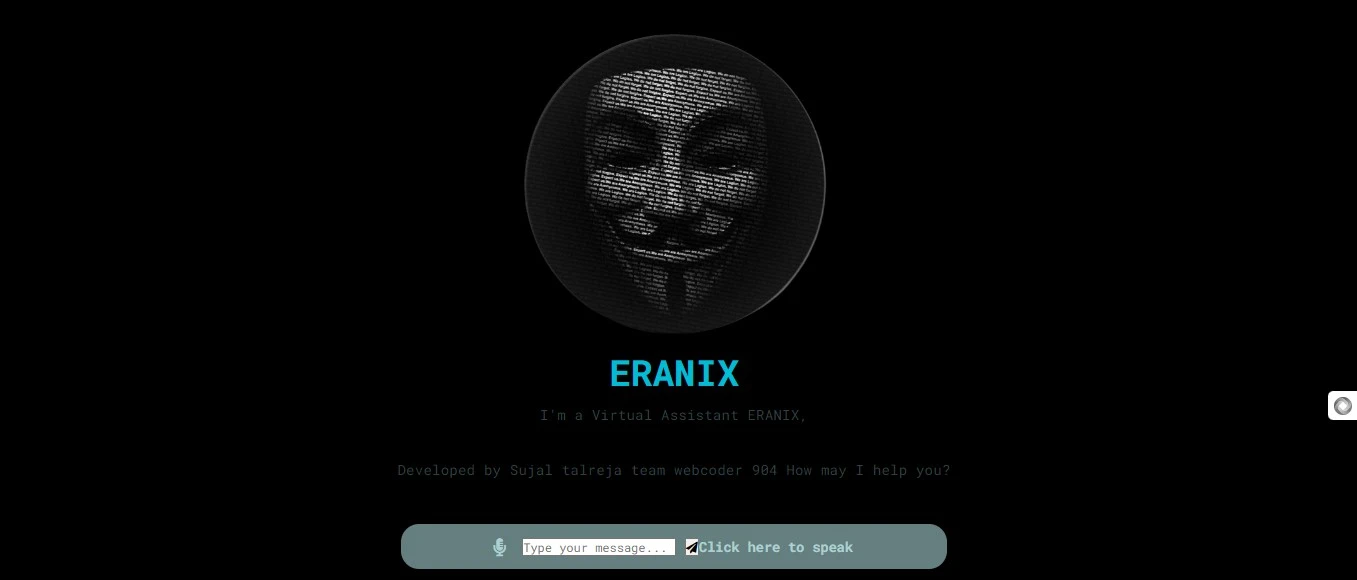 ERANIX
I'm a Virtual Assistant ERANIX,
Developed by Sujal talreja team webcoder 904 How may I help you?
Type your message... Click here to speak